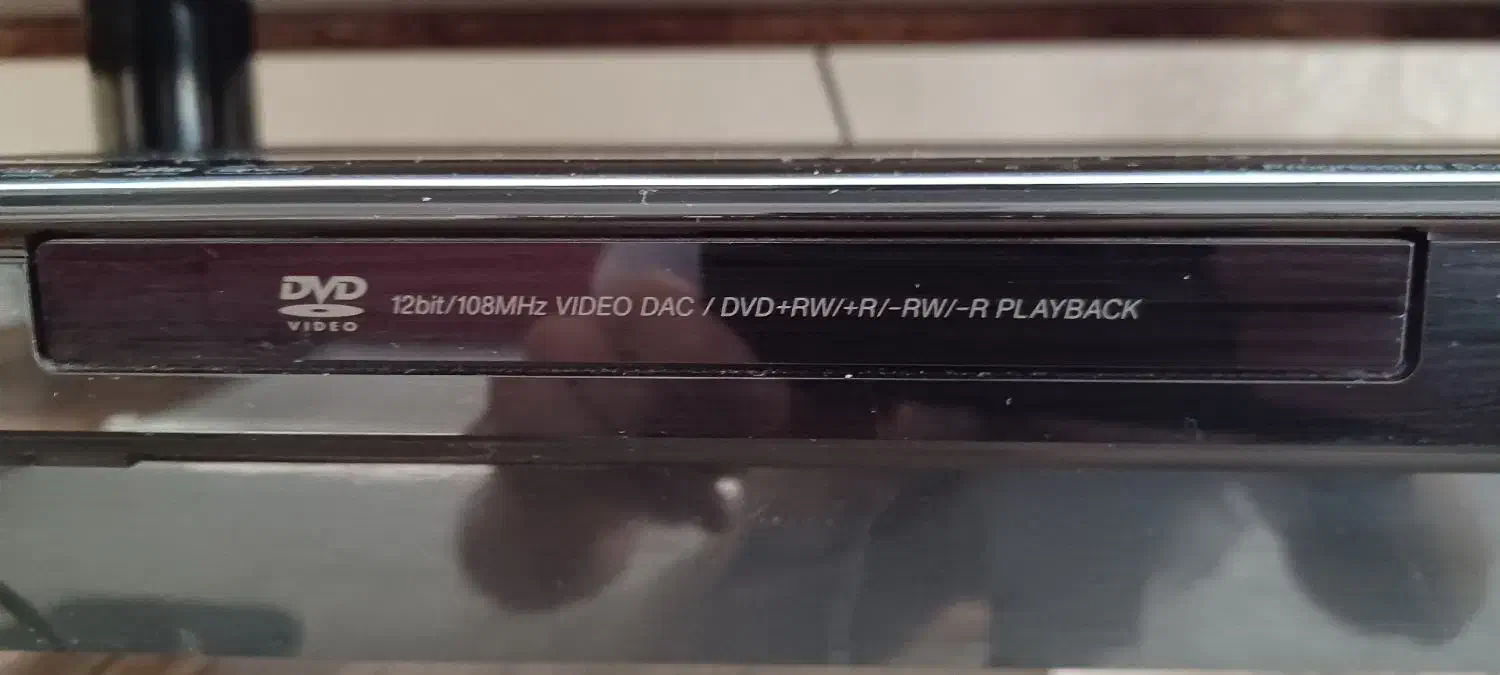 DVD
VIDEO
12bit/108MHz VIDEO DAC / DVD+RW/+R/-RW/-R PLAYBACK